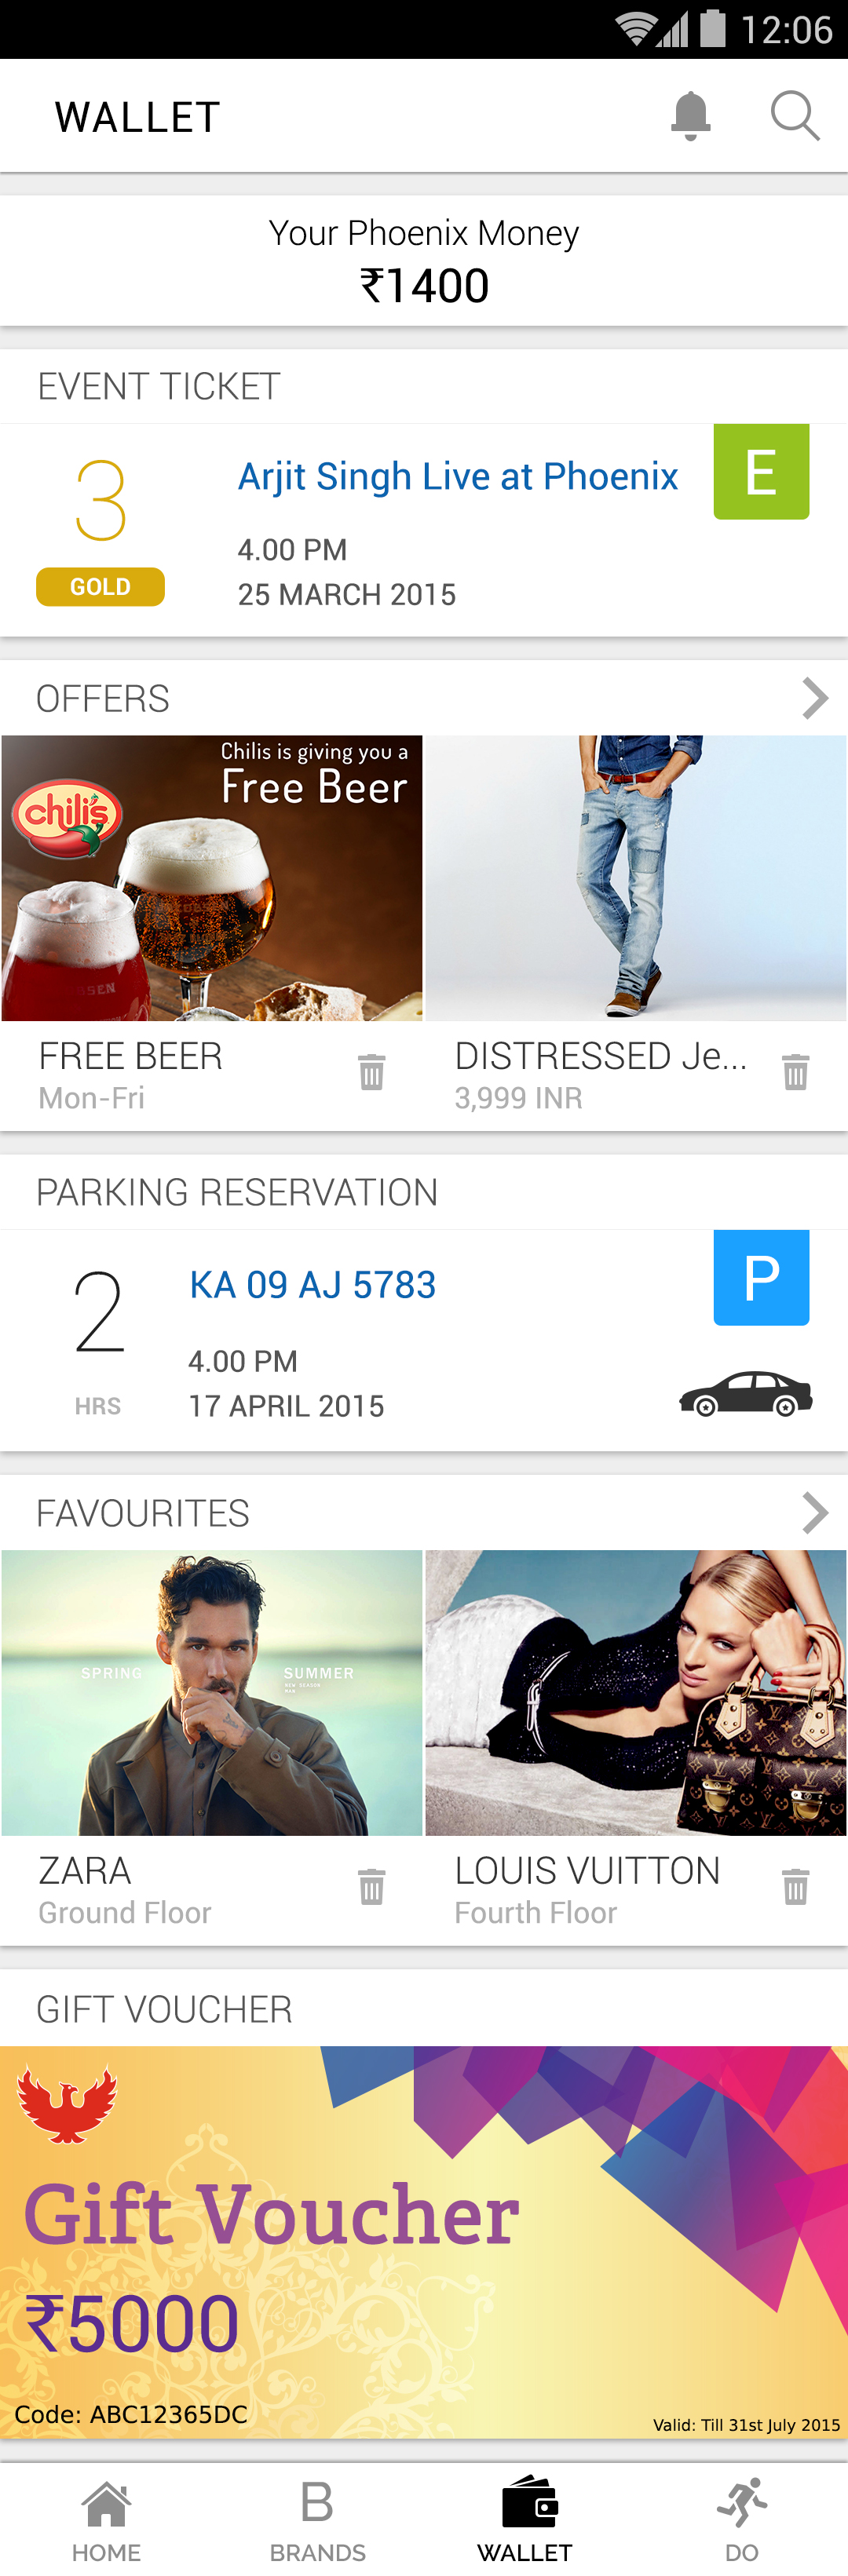 12:06
WALLET
Your Phoenix Money
₹1400
EVENT TICKET
3
GOLD
Arjit Singh Live at Phoenix
4.00 PM
25 MARCH 2015
E
OFFERS
Chilis is giving you a
Free Beer
chili's
FREE BEER
Mon-Fri
DISTRESSED Je...
3,999 INR
PARKING RESERVATION
2
HRS
KA 09 AJ 5783
4.00 PM
17 APRIL 2015
P
FAVOURITES
SPRING SUMMER
NEW SEASON
MAN
ZARA
Ground Floor
LOUIS VUITTON
Fourth Floor
GIFT VOUCHER
Gift Voucher
₹5000
Code: ABC12365DC
Valid: Till 31st July 2015
HOME
B
BRANDS
WALLET
DO